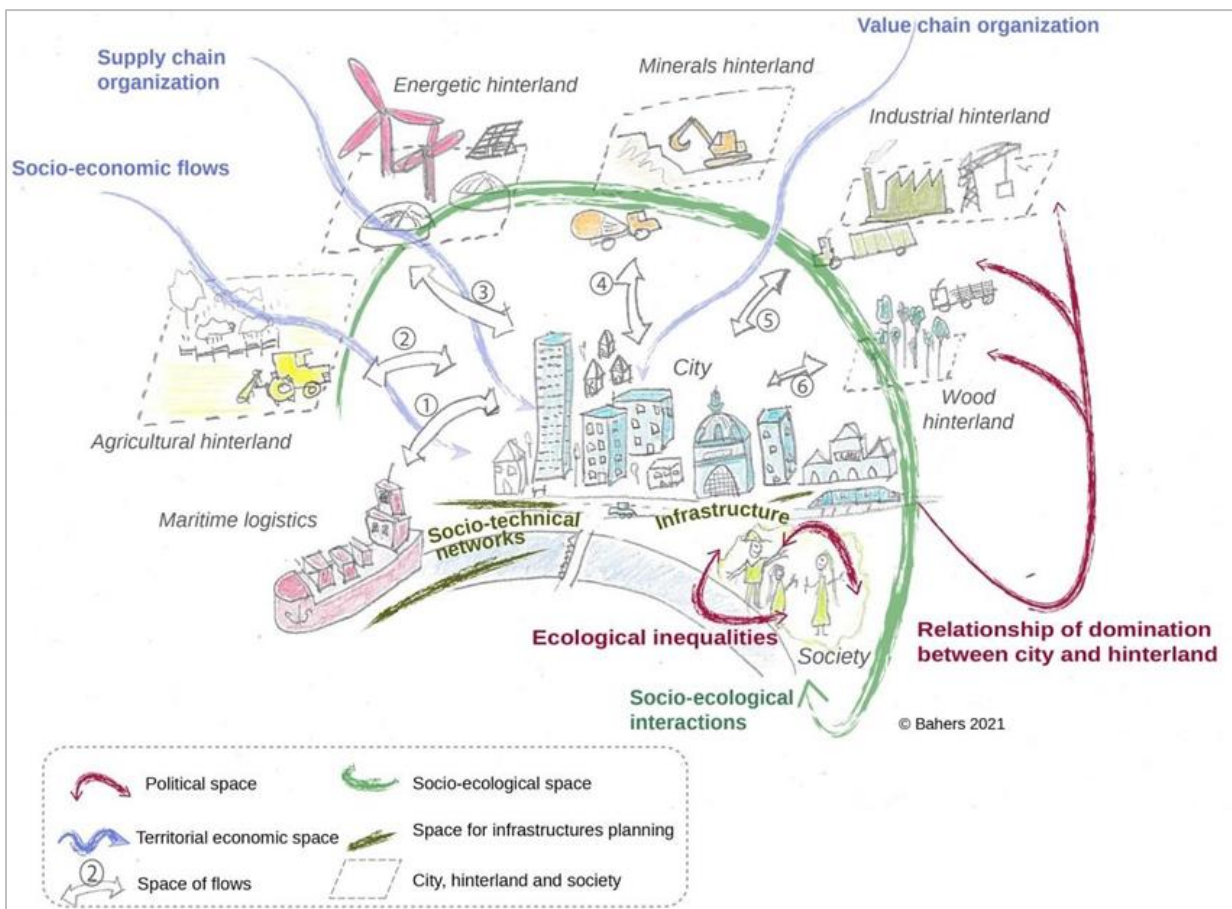 Value chain organization
Supply chain
organization
Energetic hinterland
Minerals hinterland
Industrial hinterland
Socio-economic flows
③
④
⑤
②
City
⑥
①
Wood
hinterland
Agricultural hinterland
Maritime logistics
Socio-technical
networks
Infrastructure
Ecological inequalities
Society
Relationship of domination
between city and hinterland
Socio-ecological
interactions
© Bahers 2021
Political space
Socio-ecological space
Territorial economic space
Space for infrastructures planning
②
Space of flows
City, hinterland and society